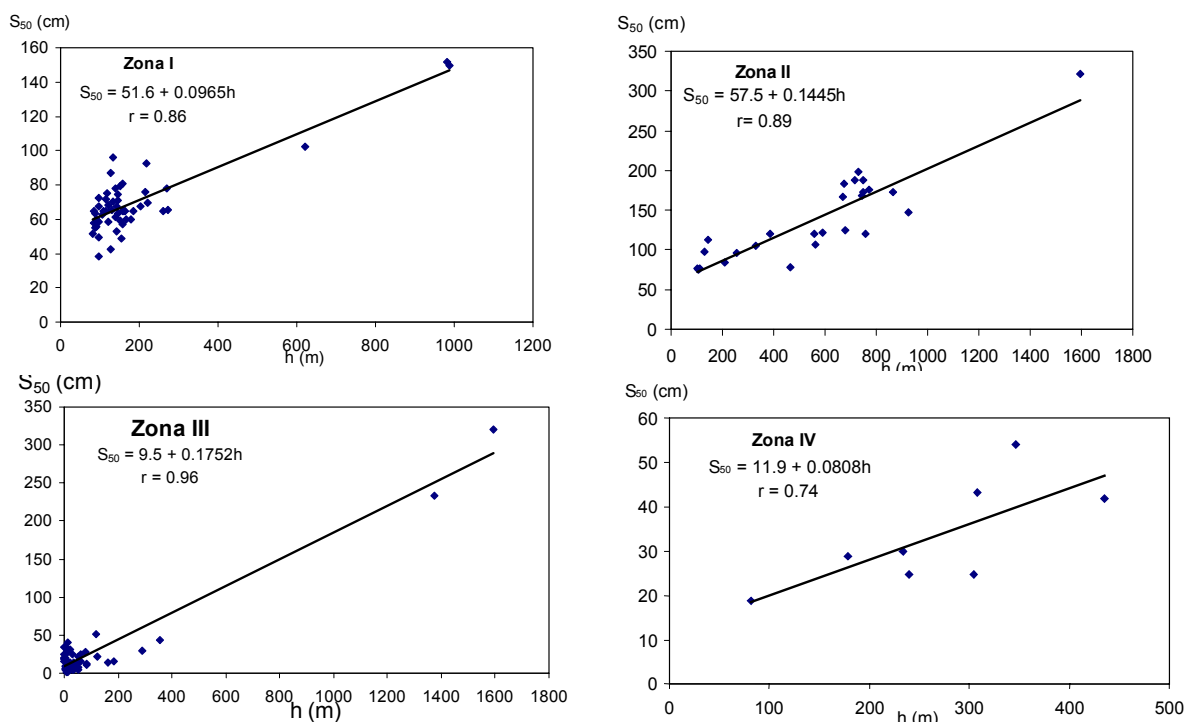 S₅₀ (cm)
160
140
120
100
80
60
40
20
0
Zona I
S₅₀ = 51.6 + 0.0965h
r = 0.86
0 200 400 600 800 1000 1200
h (m)
S₅₀ (cm)
350
300
250
200
150
100
50
0
Zona II
S₅₀ = 57.5 + 0.1445h
r= 0.89
0 200 400 600 800 1000 1200 1400 1600 1800
h (m)
S₅₀ (cm)
350
300
250
200
150
100
50
0
Zona III
S₅₀ = 9.5 + 0.1752h
r = 0.96
0 200 400 600 800 1000 1200 1400 1600 1800
h (m)
S₅₀ (cm)
60
50
40
30
20
10
0
Zona IV
S₅₀ = 11.9 + 0.0808h
r = 0.74
0 100 200 300 400 500
h (m)